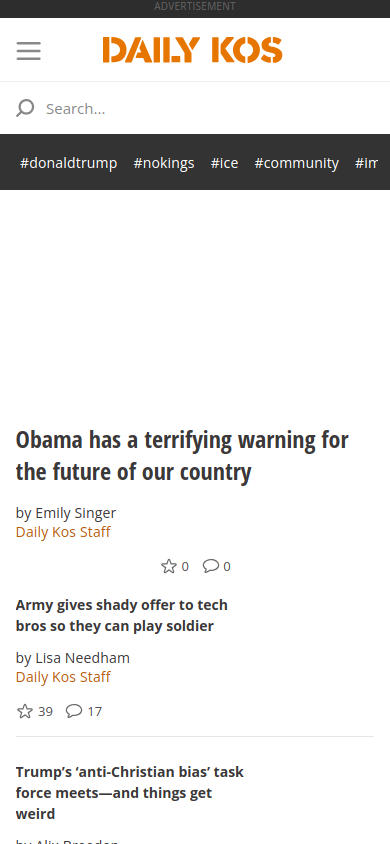 ADVERTISEMENT
DAILY KOS
Search...
#donaldtrump #nokings #ice #community #im
Obama has a terrifying warning for
the future of our country
by Emily Singer
Daily Kos Staff
0 0
Army gives shady offer to tech
bros so they can play soldier
by Lisa Needham
Daily Kos Staff
39 17
Trump’s ‘anti-Christian bias’ task
force meets—and things get
weird
by Alix Breeden